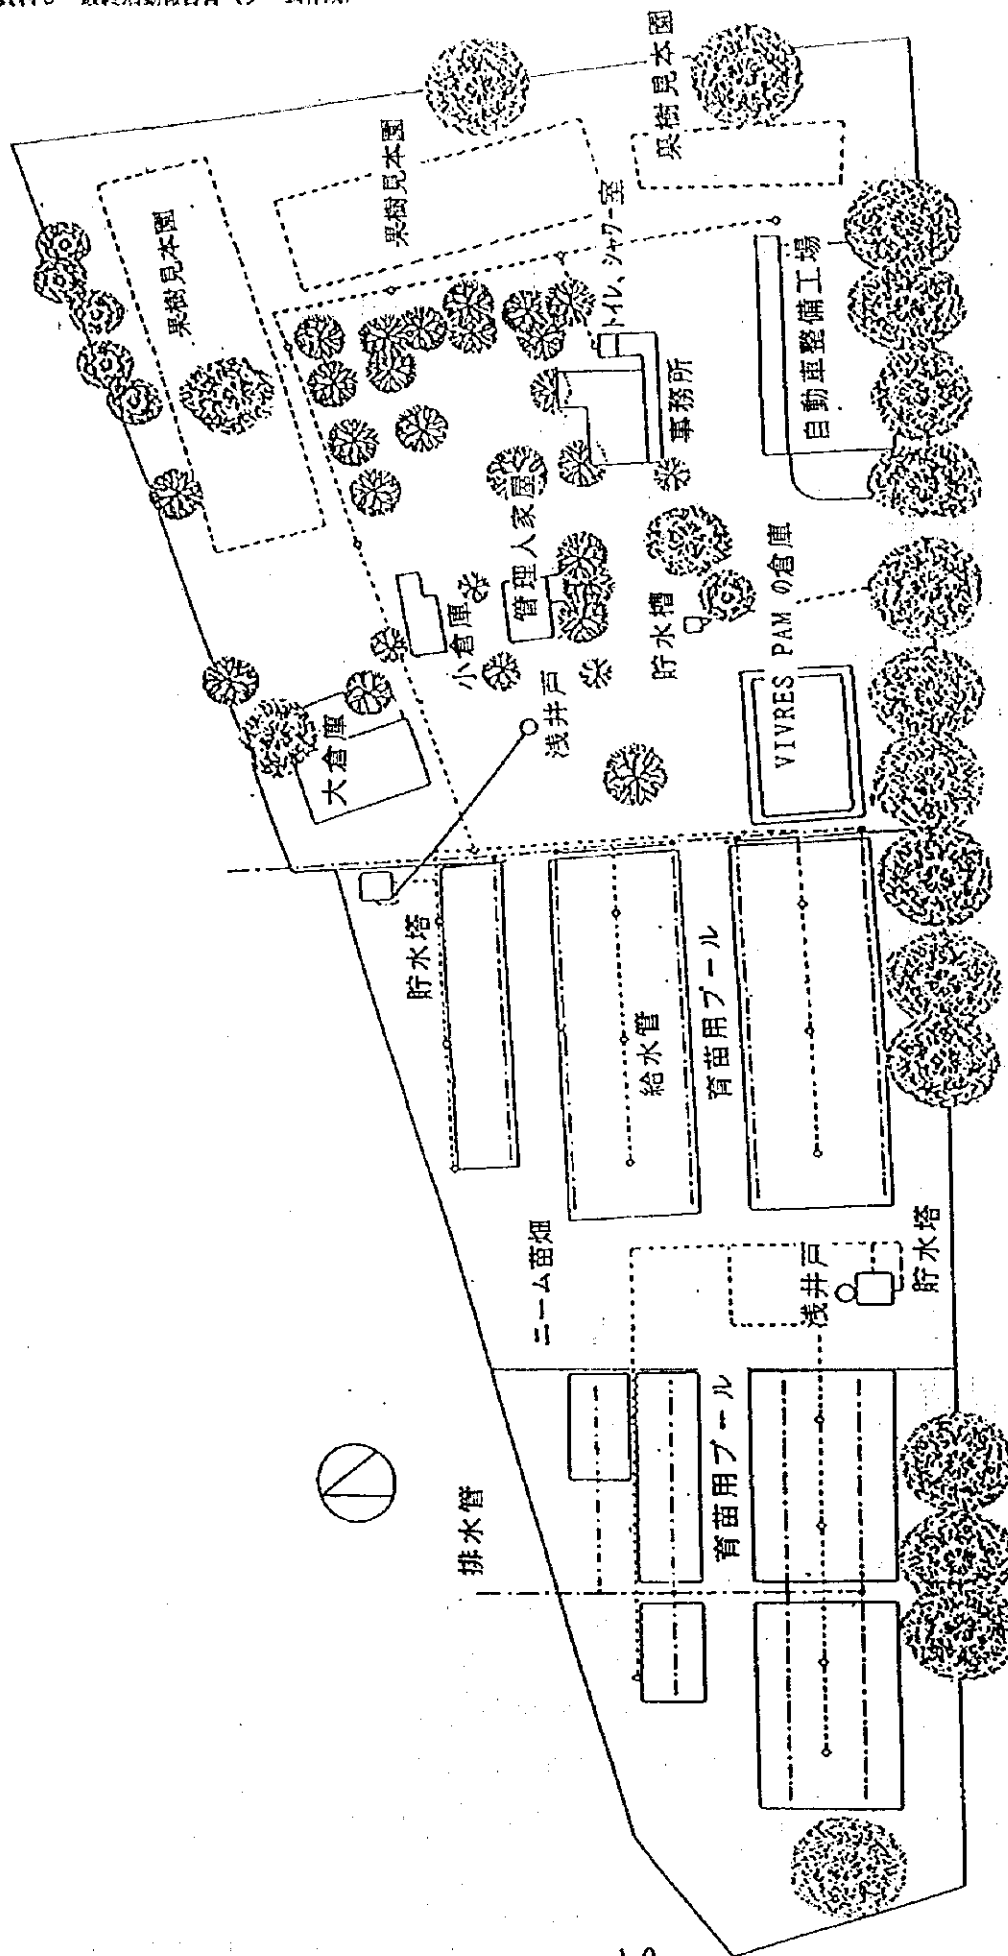 果樹見本園
果樹見本園
果樹見本園
トイレ、シャワー室
自動車整備工場
事務所
管理人家屋
小倉庫
大倉庫
浅井戸
貯水槽
VIVRES PAM の倉庫
貯水塔
給水管
育苗用プール
ニーム苗畑
浅井戸
貯水塔
育苗用プール
排水管